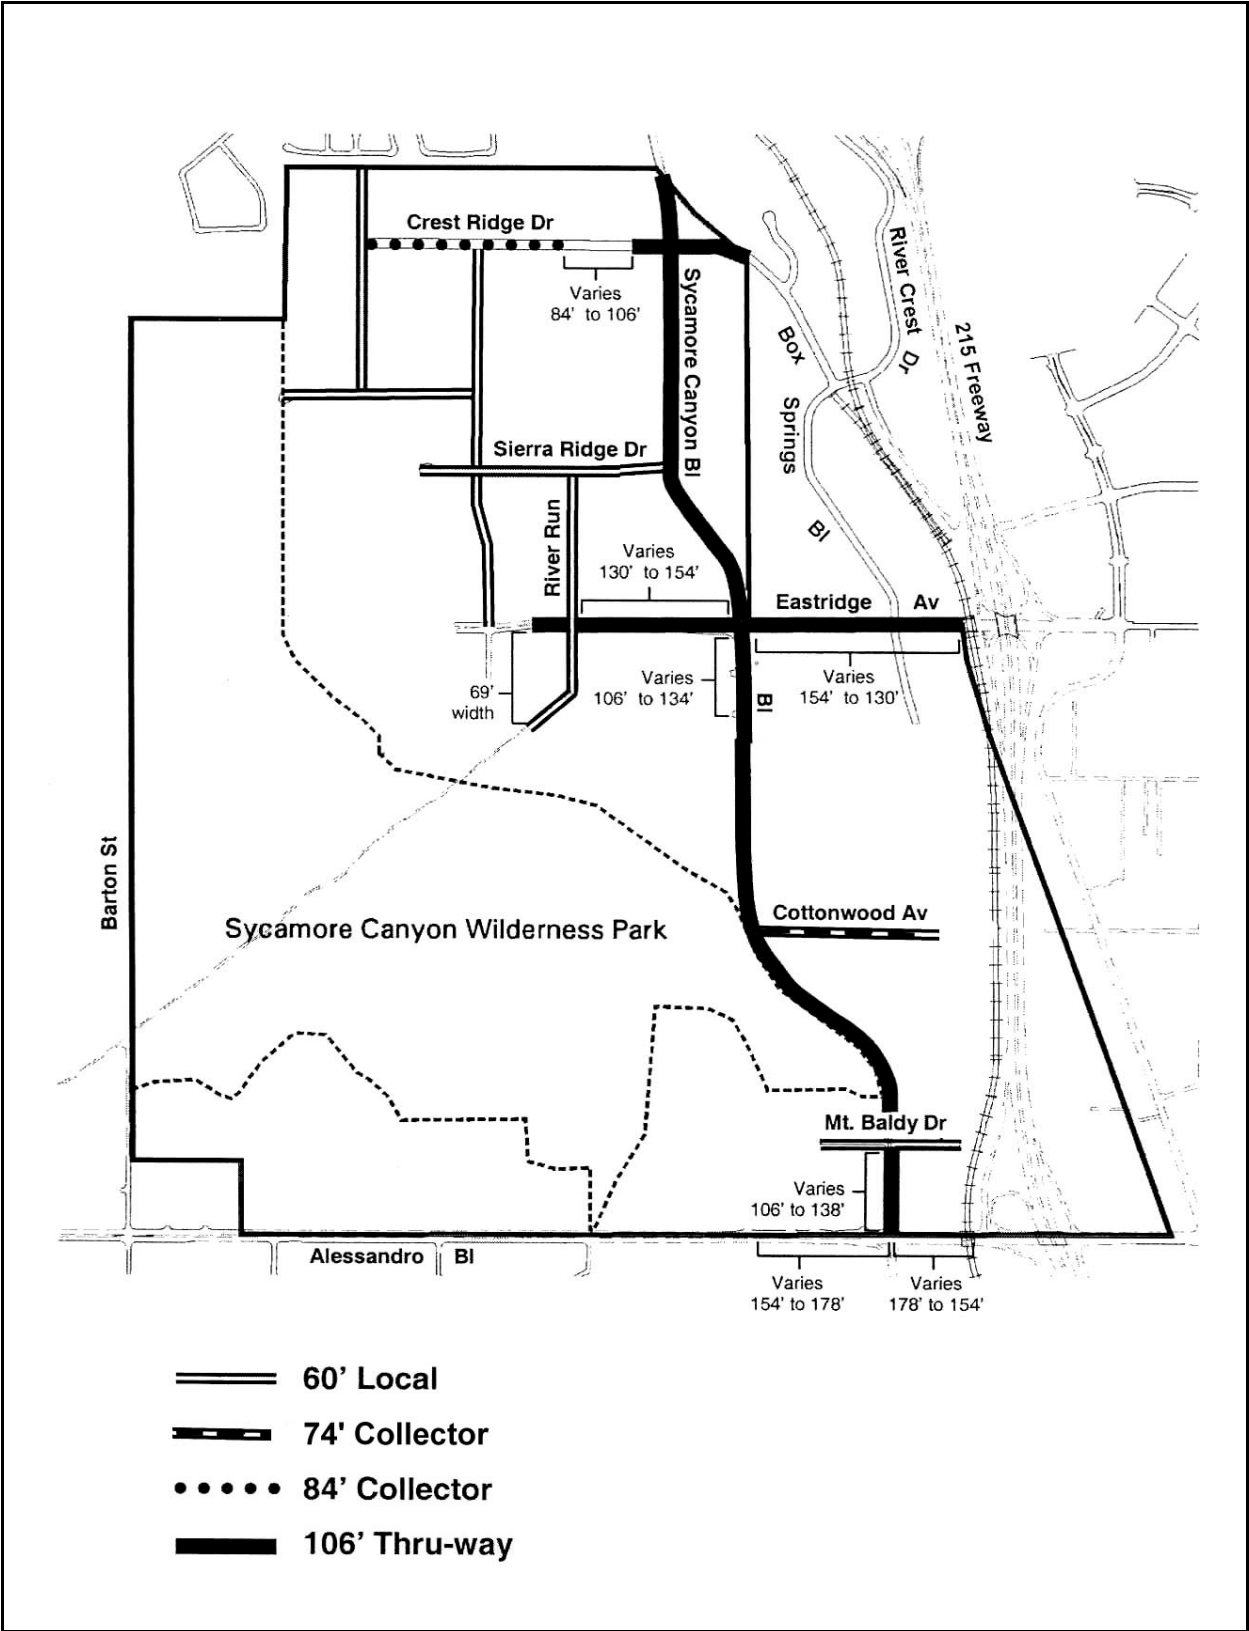 Crest Ridge Dr
Varies
84' to 106'
Sycamore Canyon Bl
River Crest Dr
215 Freeway
Box Springs Bl
Sierra Ridge Dr
River Run
Varies
130' to 154'
Eastridge Av
69'
width
Varies
106' to 134'
Bl
Varies
154' to 130'
Barton St
Cottonwood Av
Sycamore Canyon Wilderness Park
Mt. Baldy Dr
Varies
106' to 138'
Alessandro Bl
Varies
154' to 178'
Varies
178' to 154'
60' Local
74' Collector
84' Collector
106' Thru-way